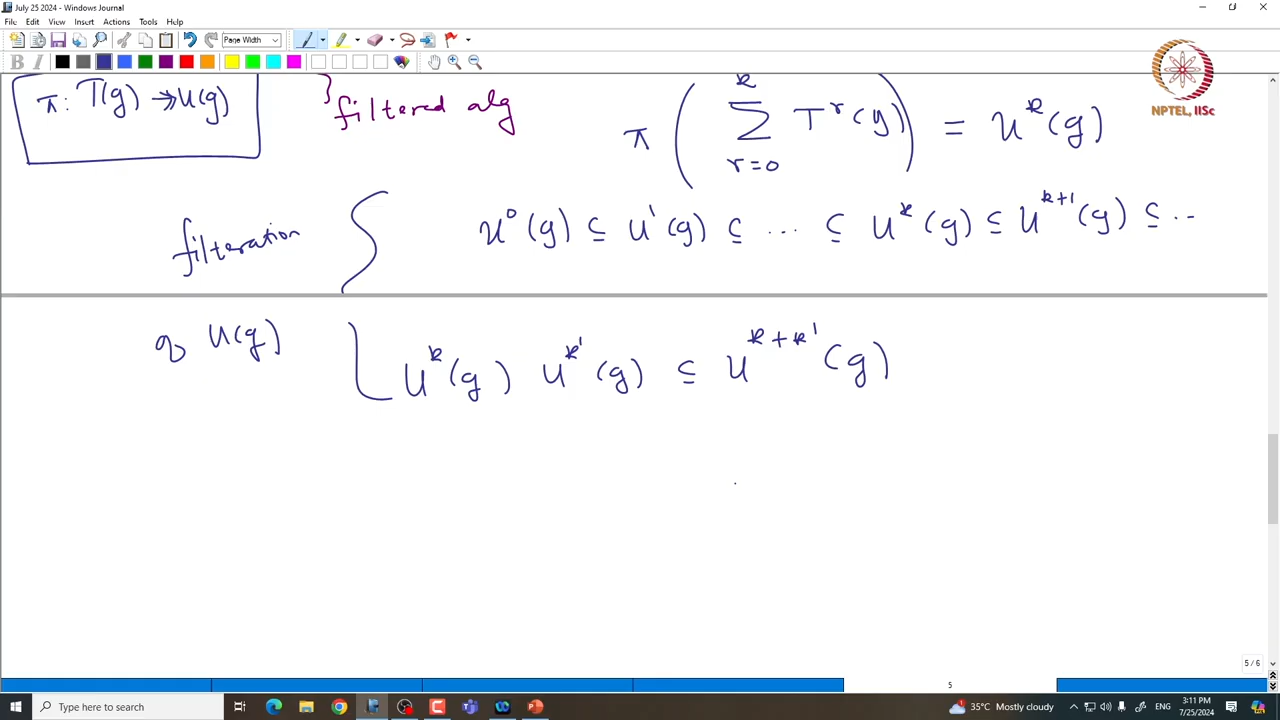 July 25 2024 - Windows Journal
File Edit View Insert Actions Tools Help
Page Width
NPTEL, IISc
π: T(g) ↠ U(g)
filtered alg
π ( k ∑ r=0 T^r(g) ) = U^k(g)
filteration
U^0(g) ⊆ U^1(g) ⊆ ... ⊆ U^k(g) ⊆ U^{k+1}(g) ⊆ ..
of U(g)
U^k(g) U^{k'}(g) ⊆ U^{k+k'}(g)
5 / 6
5
Type here to search
35°C Mostly cloudy
ENG
3:11 PM
7/25/2024